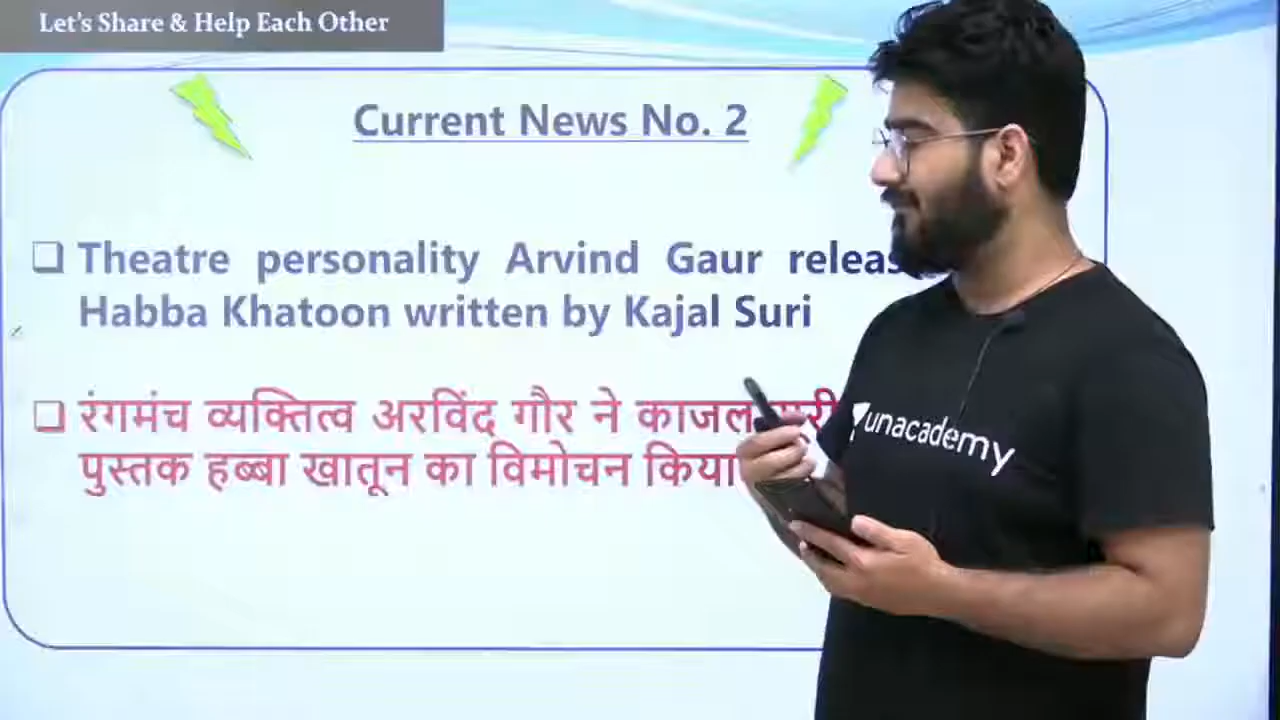 Let's Share & Help Each Other
Current News No. 2
❑ Theatre personality Arvind Gaur
Habba Khatoon written by Kajal Suri
❑ रंगमंच व्यक्तित्व अरविंद गौर ने काजल
पुस्तक हब्बा खातून का विमोचन किया
unacademy